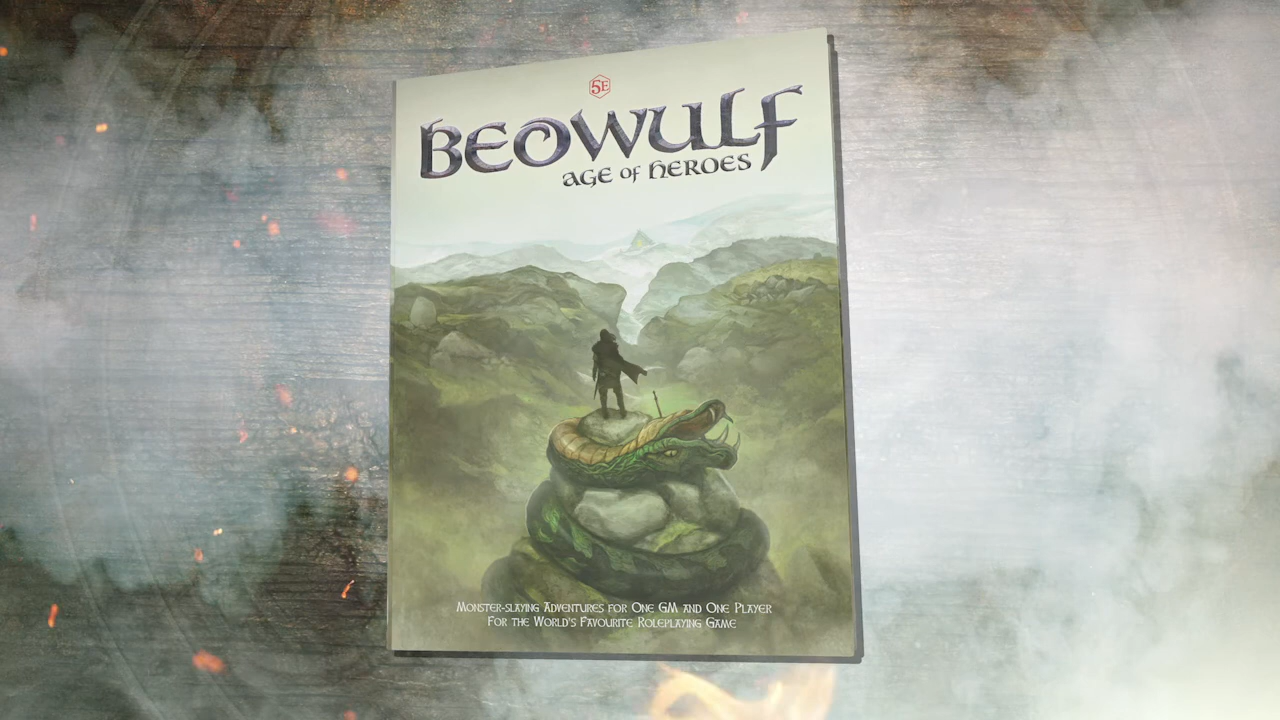 5E
BEOWULF
AGE OF HEROES
MONSTER-SLAYING ADVENTURES FOR ONE GM AND ONE PLAYER
FOR THE WORLD'S FAVOURITE ROLEPLAYING GAME